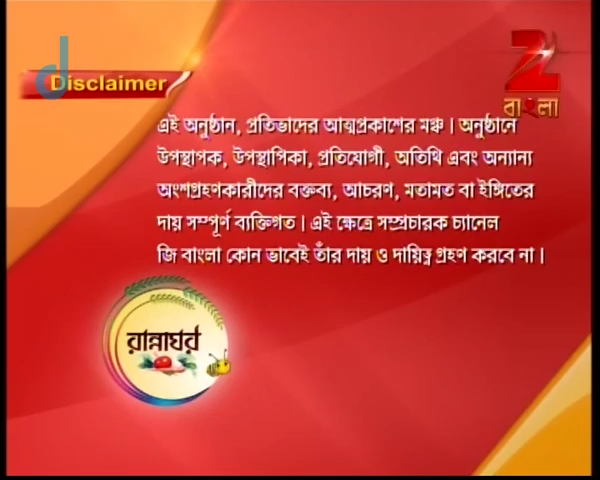 Disclaimer
Z
বাংলা
এই অনুষ্ঠান, প্রতিভাদের আত্মপ্রকাশের মঞ্চ। অনুষ্ঠানে
উপস্থাপক, উপস্থাপিকা, প্রতিযোগী, অতিথি এবং অন্যান্য
অংশগ্রহণকারীদের বক্তব্য, আচরণ, মতামত বা ইঙ্গিতের
দায় সম্পূর্ণ ব্যক্তিগত। এই ক্ষেত্রে সম্প্রচারক চ্যানেল
জি বাংলা কোন ভাবেই তাঁর দায় ও দায়িত্ব গ্রহণ করবে না।
রান্নাঘর